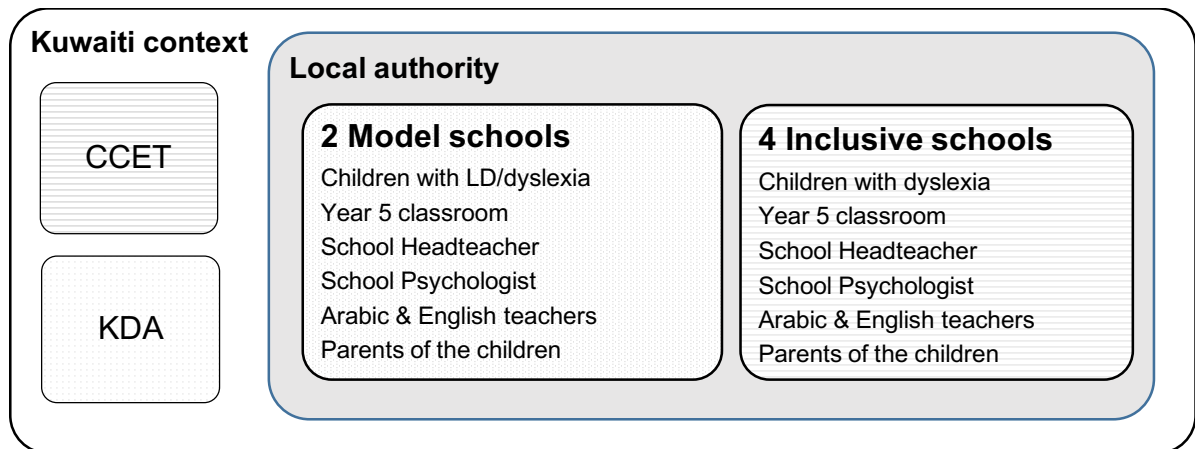 Kuwaiti context
CCET
KDA
Local authority
2 Model schools
Children with LD/dyslexia
Year 5 classroom
School Headteacher
School Psychologist
Arabic & English teachers
Parents of the children
4 Inclusive schools
Children with dyslexia
Year 5 classroom
School Headteacher
School Psychologist
Arabic & English teachers
Parents of the children